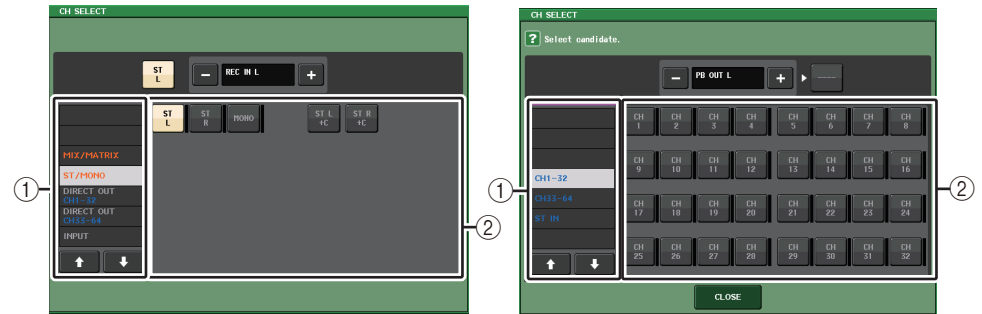 CH SELECT
ST L
−
REC IN L
+
ST L
ST R
MONO
ST L +C
ST R +C
MIX/MATRIX
ST/MONO
DIRECT OUT
CH1-32
DIRECT OUT
CH33-64
INPUT
1
2
CH SELECT
? Select candidate.
−
PB OUT L
+
----
CH1-32
CH33-64
ST IN
CH 1
CH 2
CH 3
CH 4
CH 5
CH 6
CH 7
CH 8
CH 9
CH 10
CH 11
CH 12
CH 13
CH 14
CH 15
CH 16
CH 17
CH 18
CH 19
CH 20
CH 21
CH 22
CH 23
CH 24
CH 25
CH 26
CH 27
CH 28
CH 29
CH 30
CH 31
CH 32
1
2
CLOSE